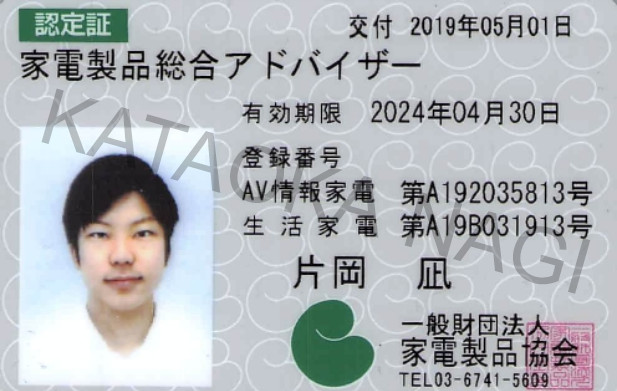 認定証
交付 2019年05月01日
家電製品総合アドバイザー
有効期限 2024年04月30日
登録番号
AV情報家電 第A192035813号
生活家電 第A19B031913号
片岡 凪
一般財団法人
家電製品協会
TEL03-6741-5609
KATAOKA NAGI